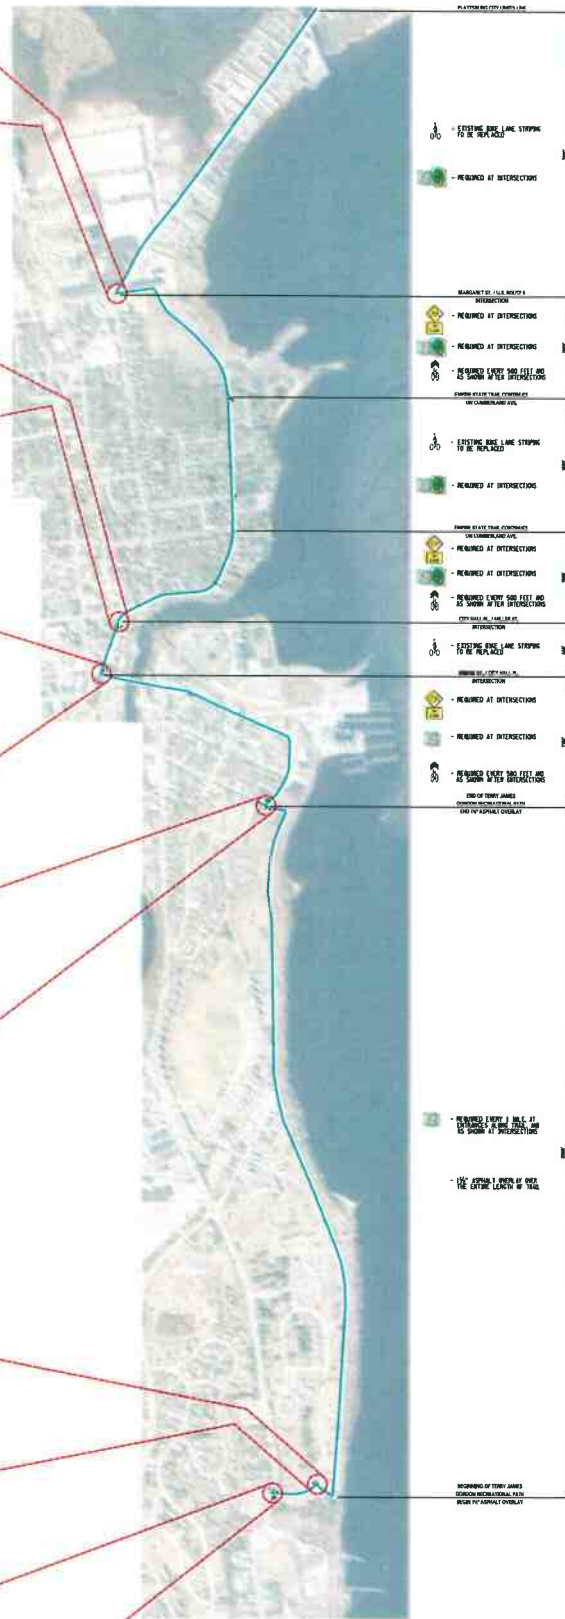 PLATTSBURG CITY LIMITS LINE
- EXISTING BIKE LANE STRIPING
TO BE REPLACED
- REQUIRED AT INTERSECTIONS
MARGARET ST. / U.S. ROUTE 9
INTERSECTION
- REQUIRED AT INTERSECTIONS
- REQUIRED AT INTERSECTIONS
- REQUIRED EVERY 500 FEET AND
AS SHOWN AFTER INTERSECTIONS
EMPIRE STATE TRAIL CONTINUES
ON CUMBERLAND AVE.
- EXISTING BIKE LANE STRIPING
TO BE REPLACED
- REQUIRED AT INTERSECTIONS
EMPIRE STATE TRAIL CONTINUES
ON CUMBERLAND AVE.
- REQUIRED AT INTERSECTIONS
- REQUIRED AT INTERSECTIONS
- REQUIRED EVERY 500 FEET AND
AS SHOWN AFTER INTERSECTIONS
CITY HALL PL. / MILLER ST.
INTERSECTION
- EXISTING BIKE LANE STRIPING
TO BE REPLACED
/ CITY HALL PL.
INTERSECTION
- REQUIRED AT INTERSECTIONS
- REQUIRED AT INTERSECTIONS
- REQUIRED EVERY 500 FEET AND
AS SHOWN AFTER INTERSECTIONS
END OF TERRY JAMES
GORDON RECREATIONAL PATH
END 1½" ASPHALT OVERLAY
- REQUIRED EVERY 1 MILE, AT
ENTRANCES ALONG TRAIL, AND
AS SHOWN AT INTERSECTIONS
- 1½" ASPHALT OVERLAY OVER
THE ENTIRE LENGTH OF TRAIL
BEGINNING OF TERRY JAMES
GORDON RECREATIONAL PATH
BEGIN 1½" ASPHALT OVERLAY